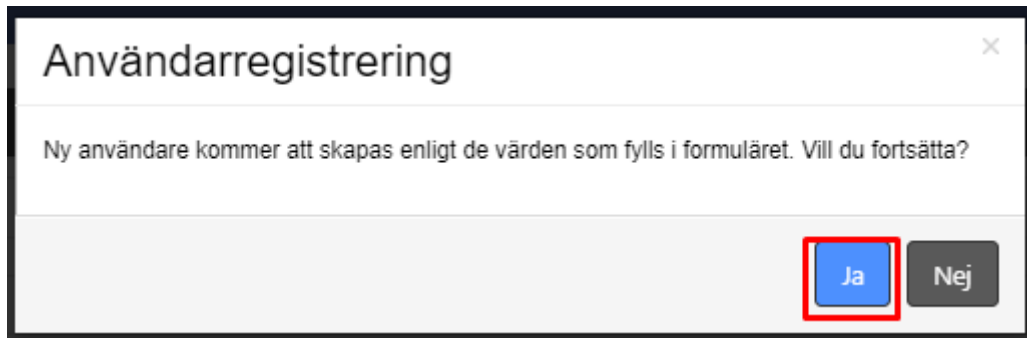 Användarregistrering
Ny användare kommer att skapas enligt de värden som fylls i formuläret. Vill du fortsätta?
Ja
Nej